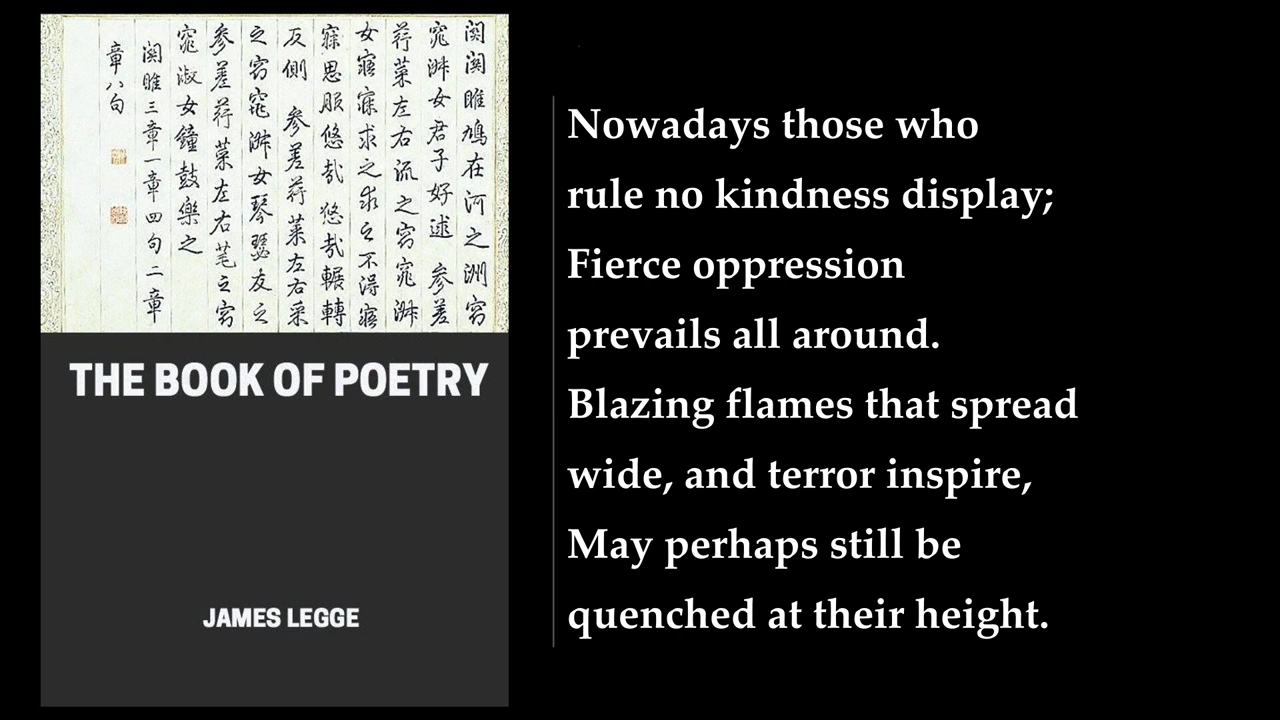 関関雎鳩在河之洲窈
窕淑女君子好逑 參差
荇菜左右流之窈窕淑
女寤寐求之求之不得寤
寐思服悠哉悠哉輾轉
反側 參差荇菜左右采
之窈窕淑女琴瑟友之
參差荇菜左右芼之窈
窕淑女鐘鼓樂之
関雎三章一章四句二章
章八句
THE BOOK OF POETRY
JAMES LEGGE
Nowadays those who
rule no kindness display;
Fierce oppression
prevails all around.
Blazing flames that spread
wide, and terror inspire,
May perhaps still be
quenched at their height.